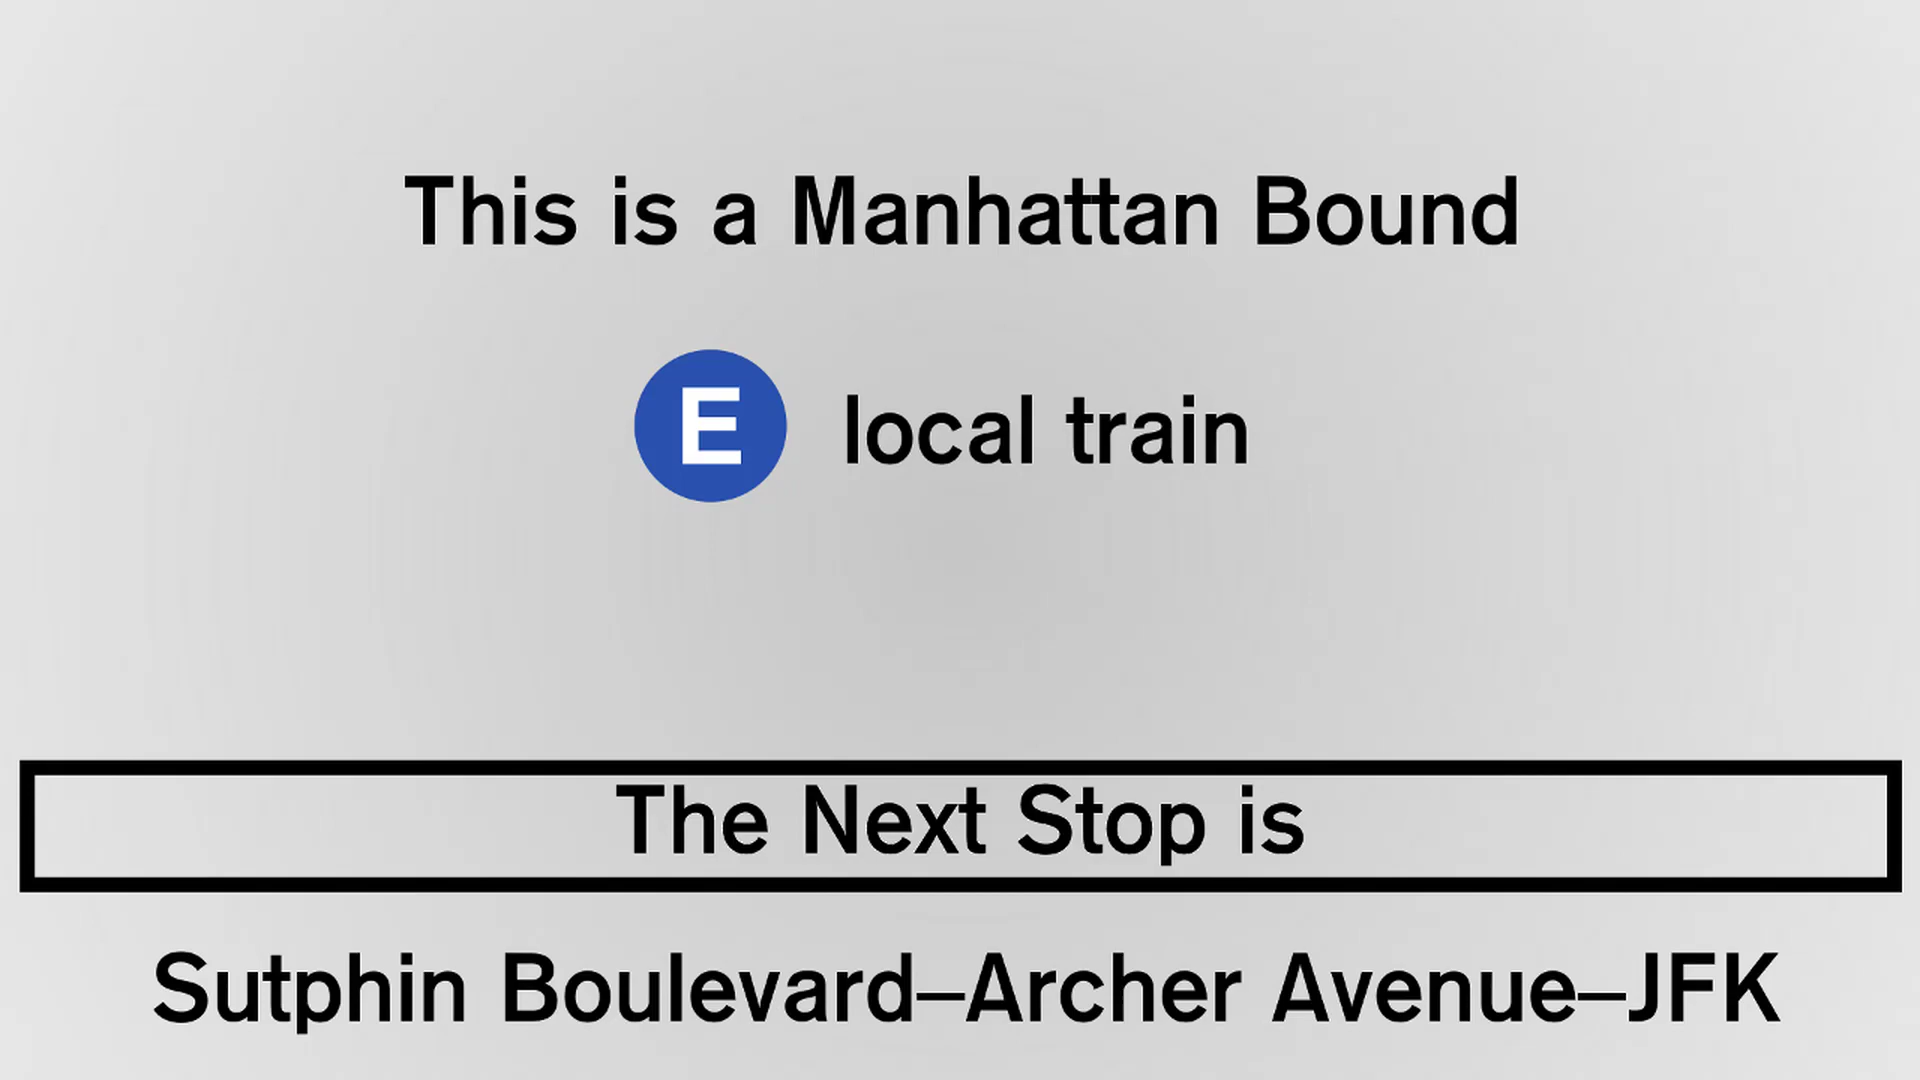 This is a Manhattan Bound
E local train
The Next Stop is
Sutphin Boulevard–Archer Avenue–JFK